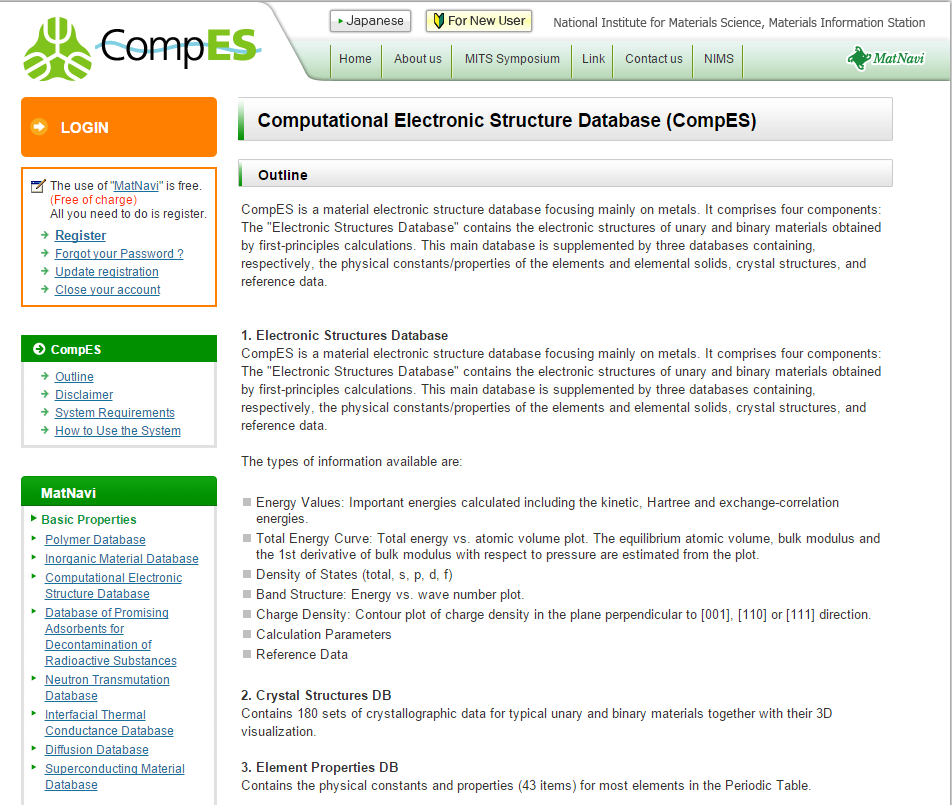 CompES
Japanese
For New User
National Institute for Materials Science, Materials Information Station
Home
About us
MITS Symposium
Link
Contact us
NIMS
MatNavi
LOGIN
The use of "MatNavi" is free.
(Free of charge)
All you need to do is register.
Register
Forgot your Password ?
Update registration
Close your account
CompES
Outline
Disclaimer
System Requirements
How to Use the System
MatNavi
Basic Properties
Polymer Database
Inorganic Material Database
Computational Electronic
Structure Database
Database of Promising
Adsorbents for
Decontamination of
Radioactive Substances
Neutron Transmutation
Database
Interfacial Thermal
Conductance Database
Diffusion Database
Superconducting Material
Database
Computational Electronic Structure Database (CompES)
Outline
CompES is a material electronic structure database focusing mainly on metals. It comprises four components:
The "Electronic Structures Database" contains the electronic structures of unary and binary materials obtained
by first-principles calculations. This main database is supplemented by three databases containing,
respectively, the physical constants/properties of the elements and elemental solids, crystal structures, and
reference data.
1. Electronic Structures Database
CompES is a material electronic structure database focusing mainly on metals. It comprises four components:
The "Electronic Structures Database" contains the electronic structures of unary and binary materials obtained
by first-principles calculations. This main database is supplemented by three databases containing,
respectively, the physical constants/properties of the elements and elemental solids, crystal structures, and
reference data.
The types of information available are:
Energy Values: Important energies calculated including the kinetic, Hartree and exchange-correlation
energies.
Total Energy Curve: Total energy vs. atomic volume plot. The equilibrium atomic volume, bulk modulus and
the 1st derivative of bulk modulus with respect to pressure are estimated from the plot.
Density of States (total, s, p, d, f)
Band Structure: Energy vs. wave number plot.
Charge Density: Contour plot of charge density in the plane perpendicular to [001], [110] or [111] direction.
Calculation Parameters
Reference Data
2. Crystal Structures DB
Contains 180 sets of crystallographic data for typical unary and binary materials together with their 3D
visualization.
3. Element Properties DB
Contains the physical constants and properties (43 items) for most elements in the Periodic Table.